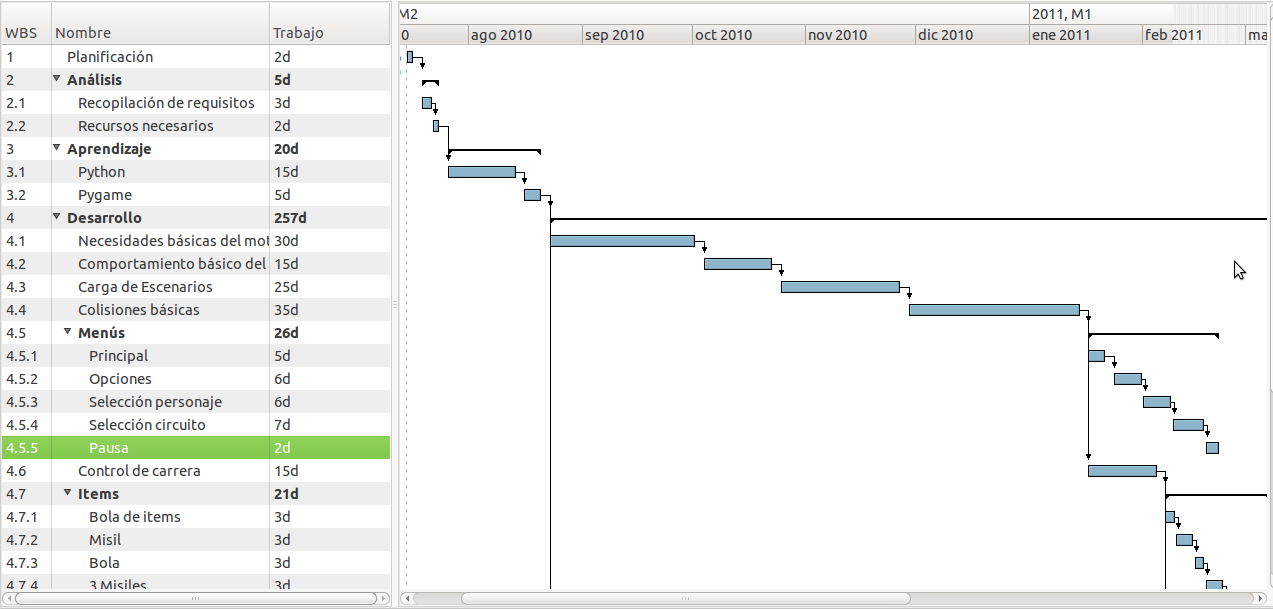 M2 2011, M1
WBS Nombre Trabajo 0 ago 2010 sep 2010 oct 2010 nov 2010 dic 2010 ene 2011 feb 2011 ma
1 Planificación 2d
2 Análisis 5d
2.1 Recopilación de requisitos 3d
2.2 Recursos necesarios 2d
3 Aprendizaje 20d
3.1 Python 15d
3.2 Pygame 5d
4 Desarrollo 257d
4.1 Necesidades básicas del mot 30d
4.2 Comportamiento básico del 15d
4.3 Carga de Escenarios 25d
4.4 Colisiones básicas 35d
4.5 Menús 26d
4.5.1 Principal 5d
4.5.2 Opciones 6d
4.5.3 Selección personaje 6d
4.5.4 Selección circuito 7d
4.5.5 Pausa 2d
4.6 Control de carrera 15d
4.7 Items 21d
4.7.1 Bola de items 3d
4.7.2 Misil 3d
4.7.3 Bola 3d
4.7.4 3 Misiles 3d